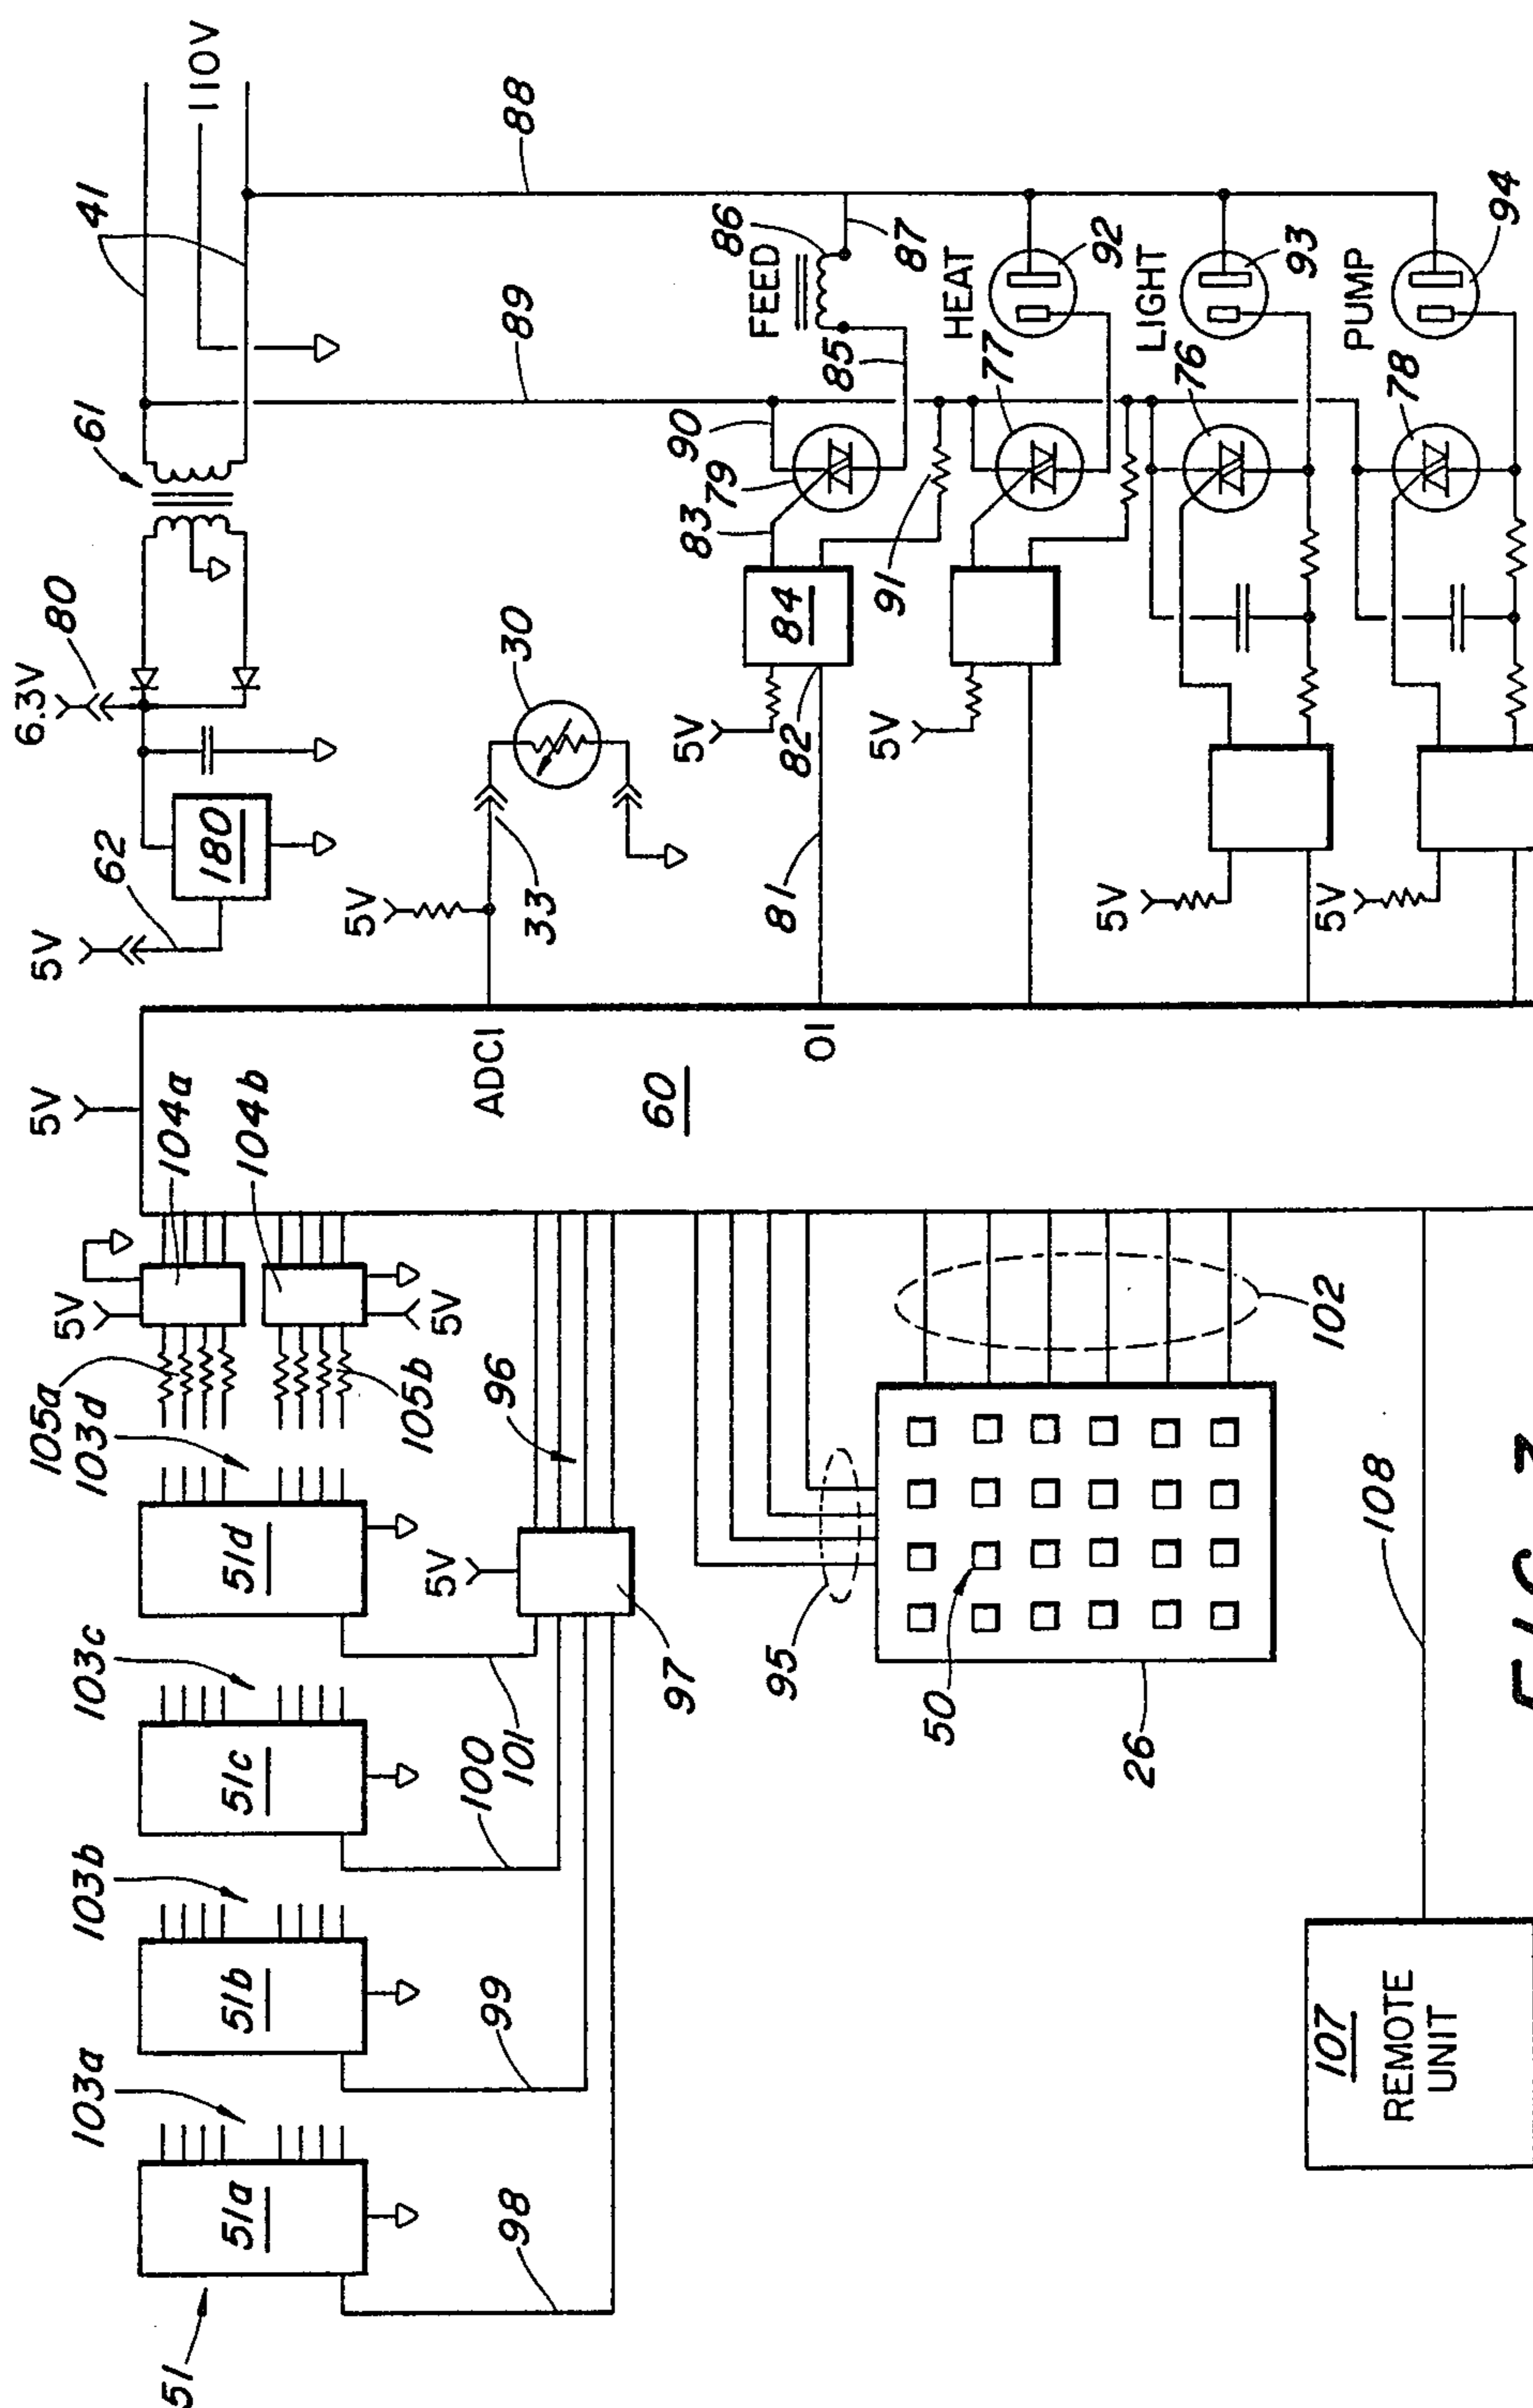 51
51a
51b
51c
51d
103a
103b
103c
103d
105a
105b
5V
5V
104a
104b
5V
98
99
100
101
5V
97
96
95
50
26
102
107
REMOTE
UNIT
108
60
ADC1
O1
5V
62
180
6.3V
80
61
41
110V
5V
33
30
88
89
81
82
5V
84
83
79
90
91
85
FEED
86
87
5V
77
HEAT
92
5V
76
LIGHT
93
5V
78
PUMP
94